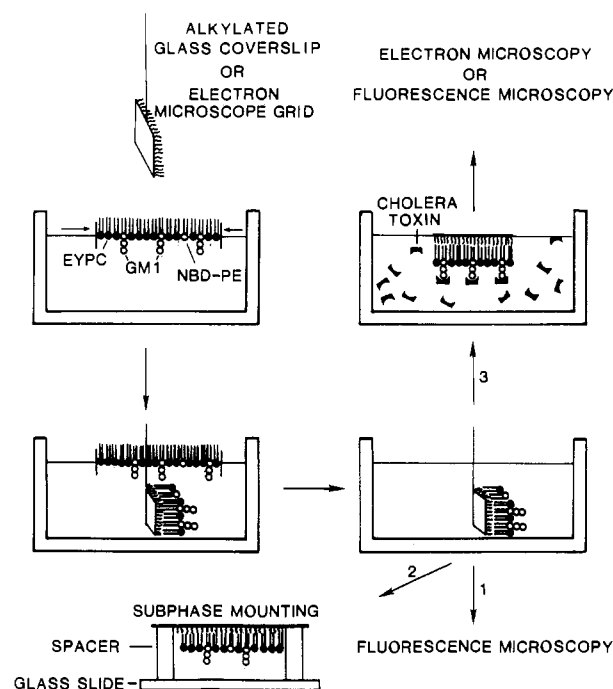 ALKYLATED
GLASS COVERSLIP
OR
ELECTRON
MICROSCOPE GRID
ELECTRON MICROSCOPY
OR
FLUORESCENCE MICROSCOPY
EYPC
GM1
NBD-PE
CHOLERA
TOXIN
3
2
1
SUBPHASE MOUNTING
SPACER
GLASS SLIDE
FLUORESCENCE MICROSCOPY